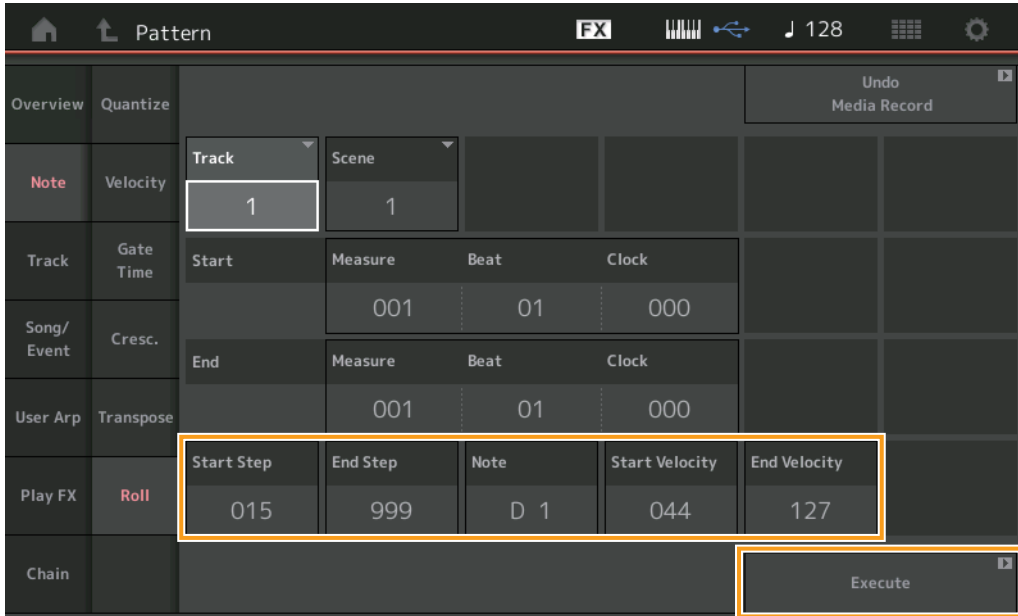 Pattern
FX
♩ 128
Overview
Quantize
Undo
Media Record
Note
Velocity
Track
Scene
1
1
Track
Gate
Time
Start
Measure
Beat
Clock
001
01
000
Song/
Event
Cresc.
End
Measure
Beat
Clock
001
01
000
User Arp
Transpose
Play FX
Roll
Start Step
End Step
Note
Start Velocity
End Velocity
015
999
D 1
044
127
Chain
Execute